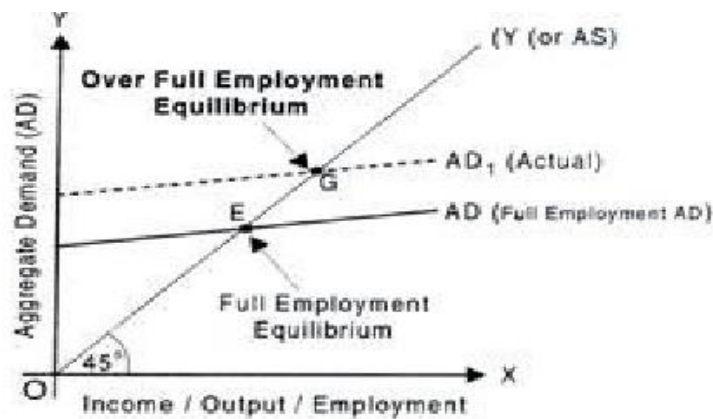 Y
(Y (or AS)
Over Full Employment
Equilibrium
Aggregate Demand (AD)
AD₁ (Actual)
G
E
AD (Full Employment AD)
Full Employment
Equilibrium
45°
O
X
Income / Output / Employment